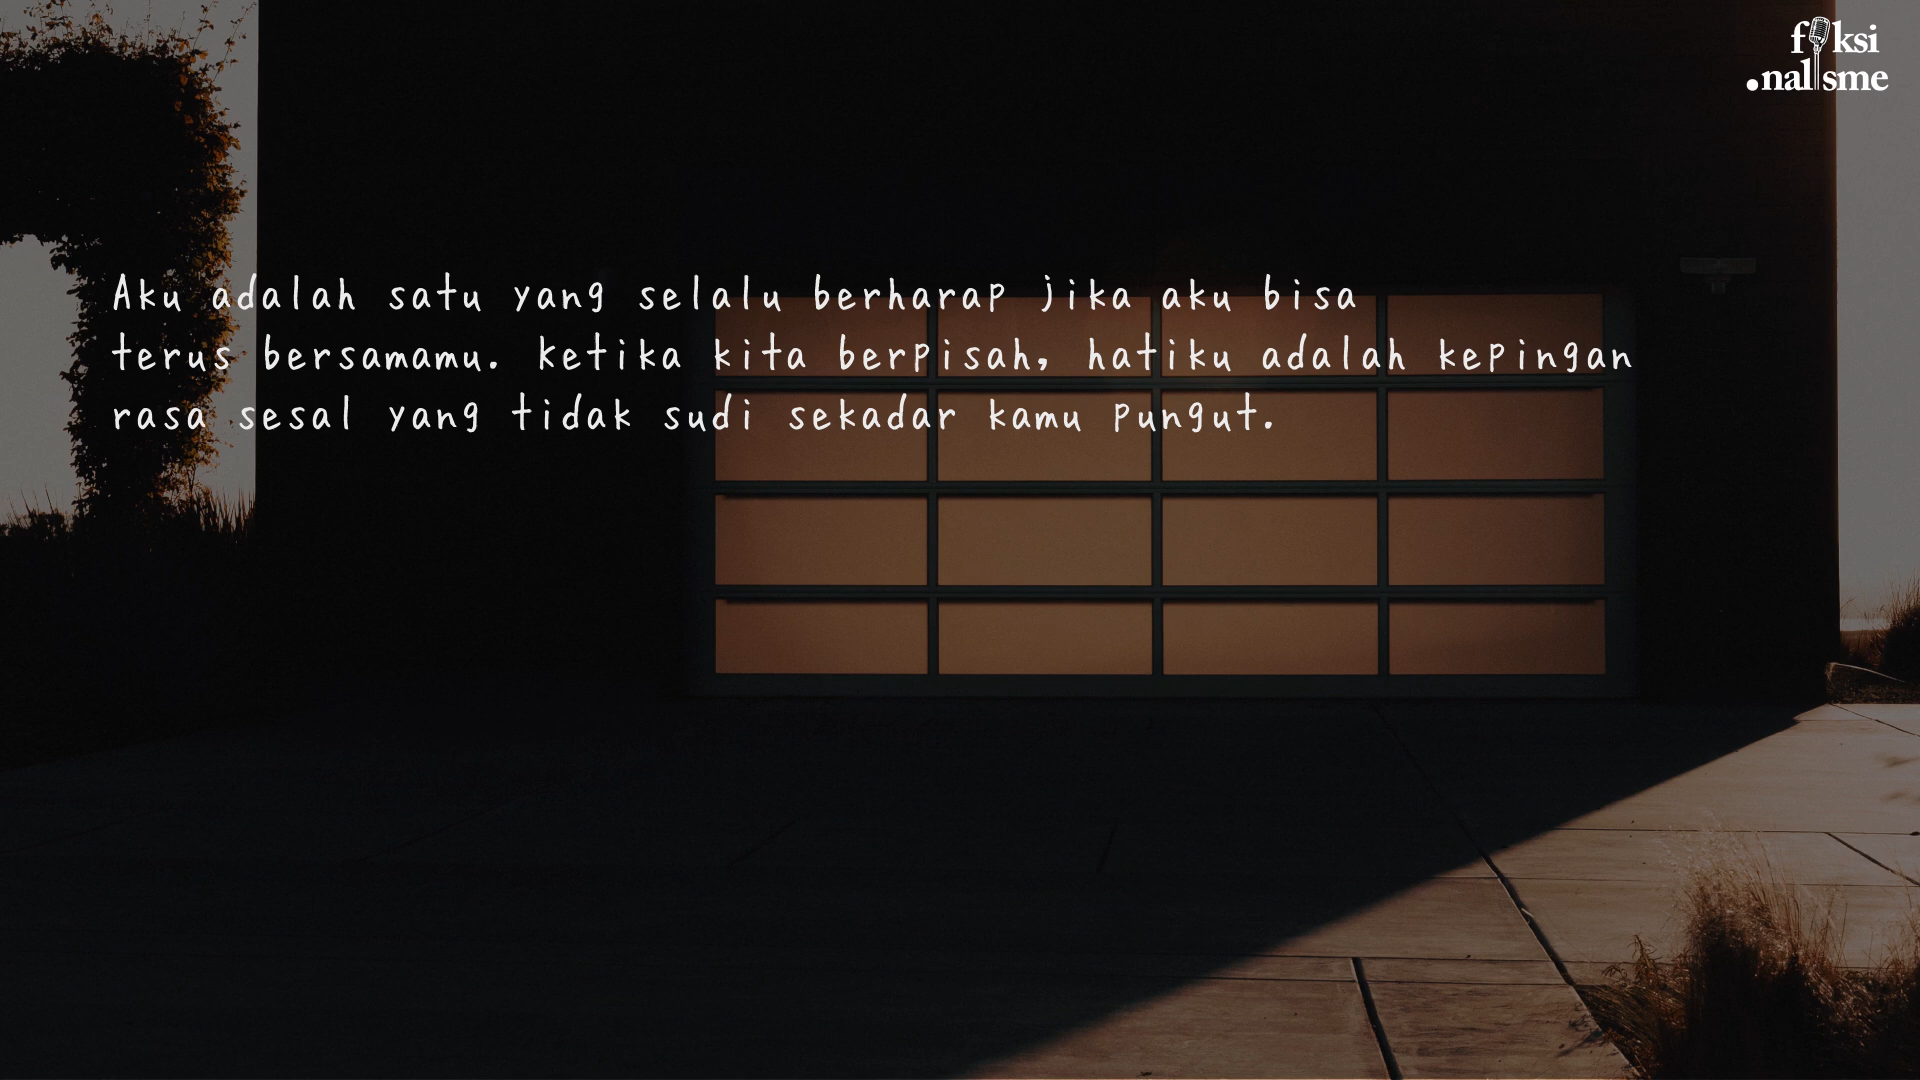 fiksi
.nalisme
Aku adalah satu yang selalu berharap jika aku bisa
terus bersamamu. ketika kita berpisah, hatiku adalah kepingan
rasa sesal yang tidak sudi sekadar kamu pungut.